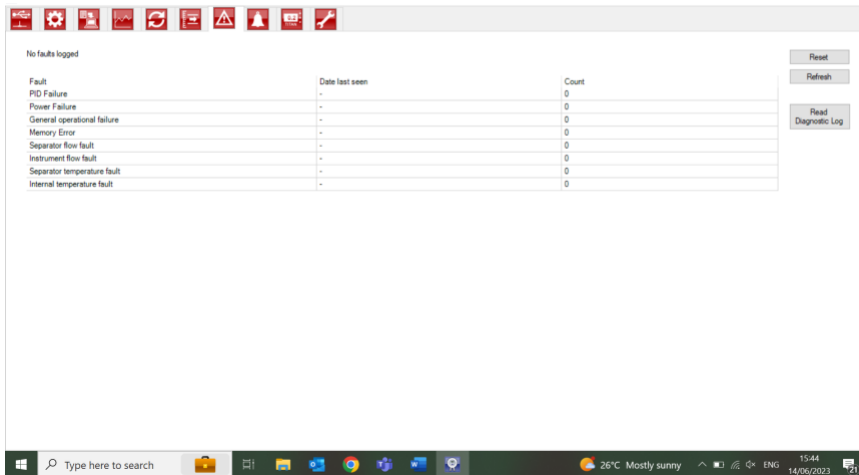 No faults logged
Reset
Refresh
Read
Diagnostic Log
Fault Date last seen Count
PID Failure - 0
Power Failure - 0
General operational failure - 0
Memory Error - 0
Separator flow fault - 0
Instrument flow fault - 0
Separator temperature fault - 0
Internal temperature fault - 0
Type here to search
26°C Mostly sunny
ENG
15:44
14/06/2023
21